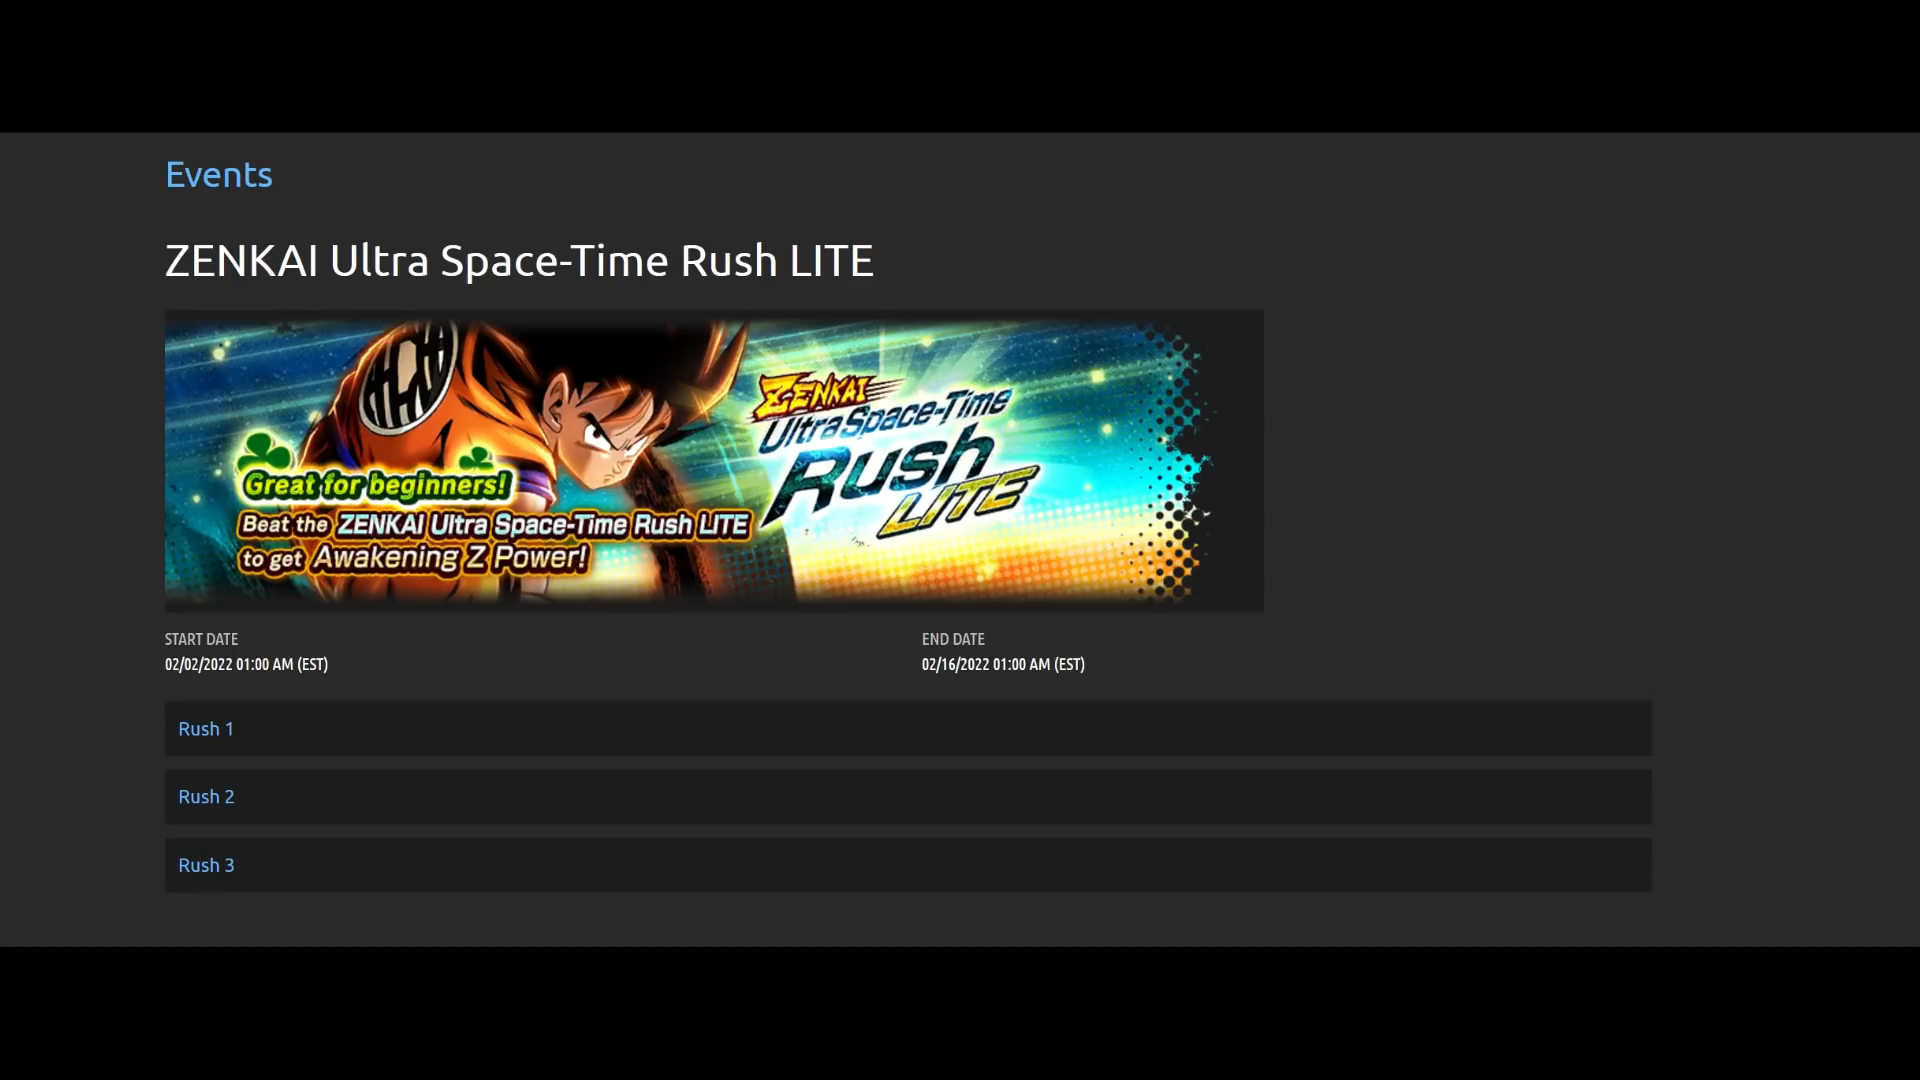 Events
ZENKAI Ultra Space-Time Rush LITE
ZENKAI
Ultra Space-Time
Rush
LITE
Great for beginners!
Beat the ZENKAI Ultra Space-Time Rush LITE
to get Awakening Z Power!
START DATE
02/02/2022 01:00 AM (EST)
END DATE
02/16/2022 01:00 AM (EST)
Rush 1
Rush 2
Rush 3